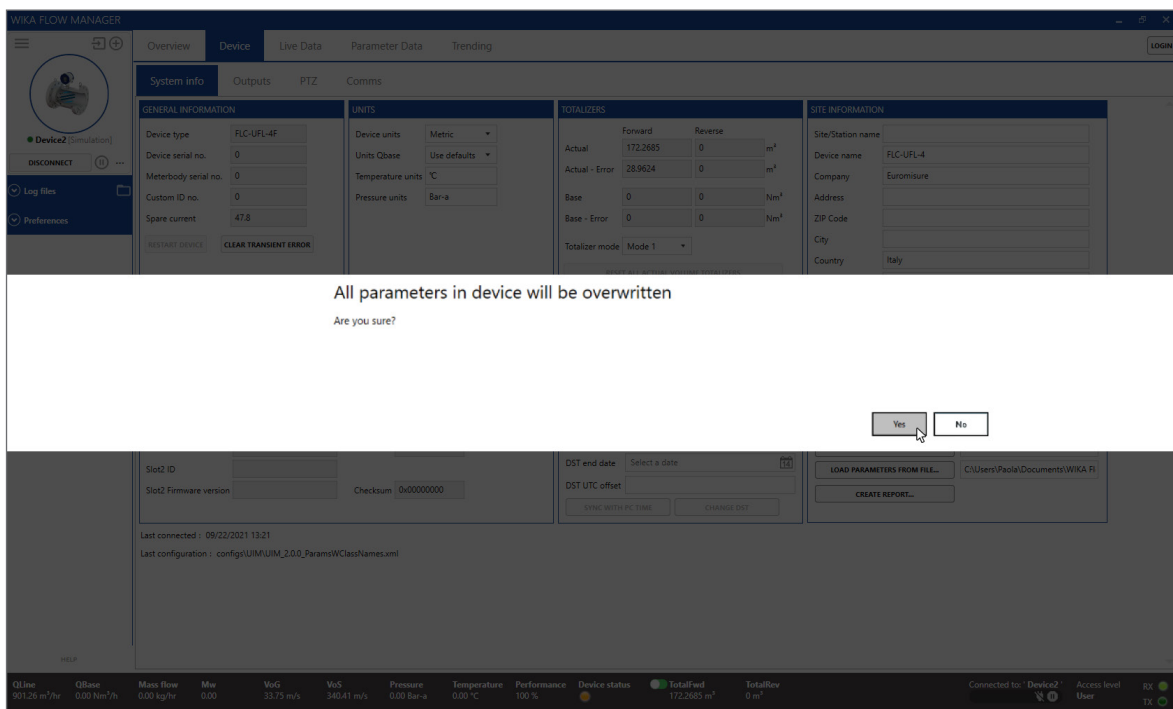 WIKA FLOW MANAGER
Overview Device Live Data Parameter Data Trending
LOGIN
System info Outputs PTZ Comms
Device2 [Simulation]
DISCONNECT
Log files
Preferences
HELP
GENERAL INFORMATION
Device type FLC-UFL-4F
Device serial no. 0
Meterbody serial no. 0
Custom ID no. 0
Spare current 47.8
RESTART DEVICE CLEAR TRANSIENT ERROR
UNITS
Device units Metric
Units Qbase Use defaults
Temperature units °C
Pressure units Bar-a
TOTALIZERS
Forward Reverse
Actual 172.2685 0 m³
Actual - Error 28.9624 0 m³
Base 0 0 Nm³
Base - Error 0 0 Nm³
Totalizer mode Mode 1
RESET ALL ACTUAL VOLUME TOTALIZERS
SITE INFORMATION
Site/Station name
Device name FLC-UFL-4
Company Euromisure
Address
ZIP Code
City
Country Italy
All parameters in device will be overwritten
Are you sure?
Yes No
Slot2 ID
Slot2 Firmware version Checksum 0x00000000
DST end date Select a date
DST UTC offset
SYNC WITH PC TIME CHANGE DST
LOAD PARAMETERS FROM FILE... C:\Users\Paola\Documents\WIKA Fl
CREATE REPORT...
Last connected : 09/22/2021 13:21
Last configuration : configs\UIM\UIM_2.0.0_ParamsWClassNames.xml
QLine QBase Mass flow Mw VoG VoS Pressure Temperature Performance Device status TotalFwd TotalRev Connected to: ' Device2 ' Access level RX
901.26 m³/hr 0.00 Nm³/h 0.00 kg/hr 0.00 33.75 m/s 340.41 m/s 0.00 Bar-a 0.00 °C 100 % 172.2685 m³ 0 m³ User TX